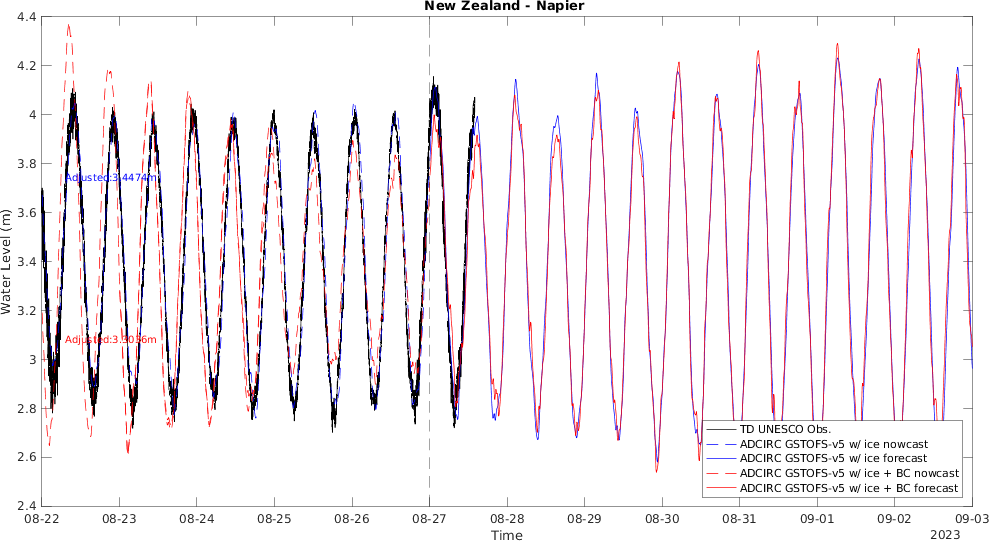 New Zealand - Napier
Water Level (m)
4.4
4.2
4
3.8
3.6
3.4
3.2
3
2.8
2.6
2.4
Adjusted:3.4474m
TD UNESCO Obs.
ADCIRC GSTOFS-v5 w/ ice nowcast
ADCIRC GSTOFS-v5 w/ ice forecast
ADCIRC GSTOFS-v5 w/ ice + BC nowcast
ADCIRC GSTOFS-v5 w/ ice + BC forecast
08-22 08-23 08-24 08-25 08-26 08-27 08-28 08-29 08-30 08-31 09-01 09-02 09-03
Time
2023